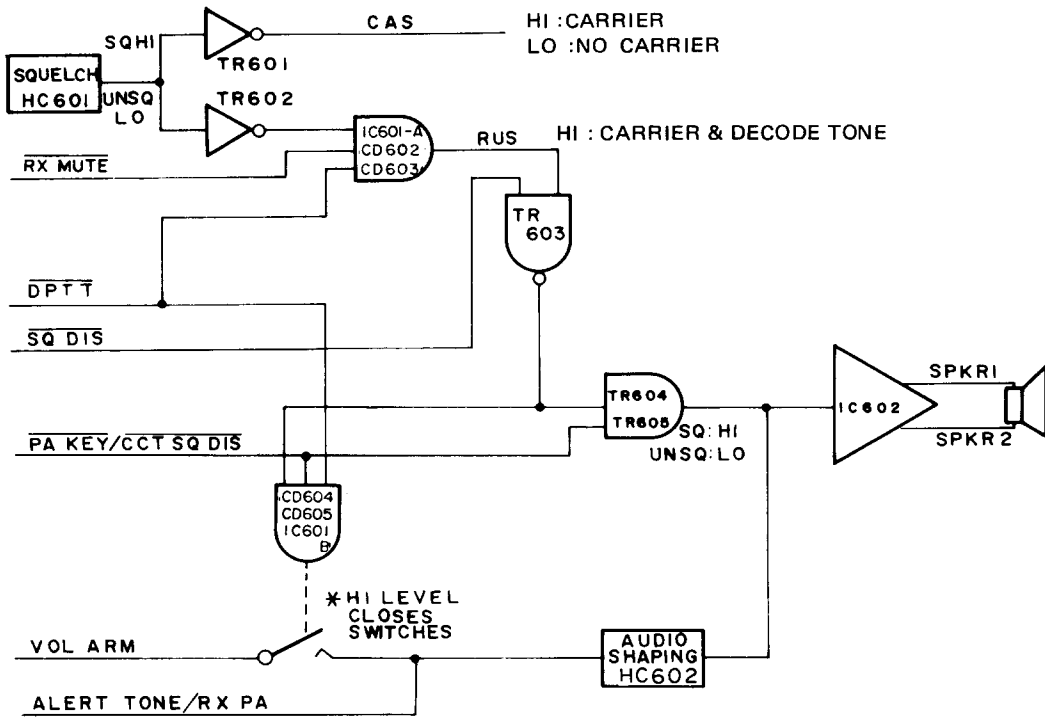 CAS
HI :CARRIER
LO :NO CARRIER
SQHI
TR601
SQUELCH
HC601
UNSQ
LO
TR602
IC601-A
CD602
CD603
RUS
HI : CARRIER & DECODE TONE
RX MUTE
TR
603
DPTT
SQ DIS
TR604
TR605
SQ: HI
UNSQ: LO
IC602
SPKR1
SPKR2
PA KEY/CCT SQ DIS
CD604
CD605
IC601
B
*HI LEVEL
CLOSES
SWITCHES
VOL ARM
AUDIO
SHAPING
HC602
ALERT TONE/RX PA